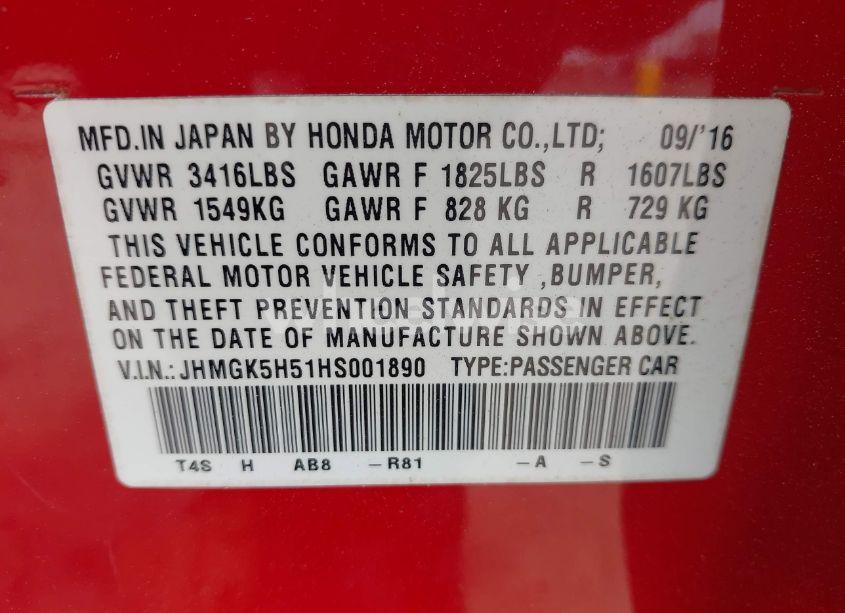 MFD.IN JAPAN BY HONDA MOTOR CO.,LTD; 09/'16
GVWR 3416LBS GAWR F 1825LBS R 1607LBS
GVWR 1549KG GAWR F 828 KG R 729 KG
THIS VEHICLE CONFORMS TO ALL APPLICABLE
FEDERAL MOTOR VEHICLE SAFETY ,BUMPER,
AND THEFT PREVENTION STANDARDS IN EFFECT
ON THE DATE OF MANUFACTURE SHOWN ABOVE.
V.I.N.: JHMGK5H51HS001890 TYPE:PASSENGER CAR
T4S H AB8 -R81 -A -S